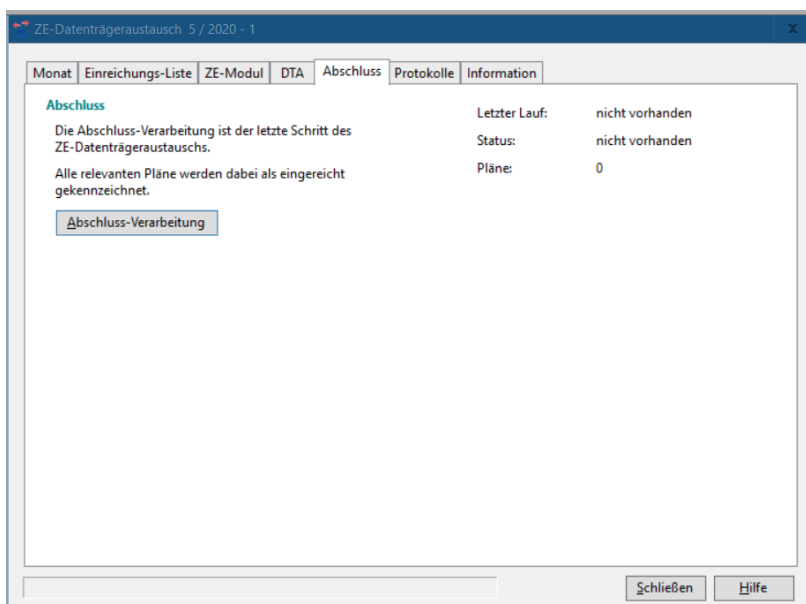 ZE-Datenträgeraustausch 5 / 2020 - 1
x
Monat Einreichungs-Liste ZE-Modul DTA Abschluss Protokolle Information
Abschluss
Die Abschluss-Verarbeitung ist der letzte Schritt des
ZE-Datenträgeraustauschs.
Alle relevanten Pläne werden dabei als eingereicht
gekennzeichnet.
Abschluss-Verarbeitung
Letzter Lauf: nicht vorhanden
Status: nicht vorhanden
Pläne: 0
Schließen Hilfe